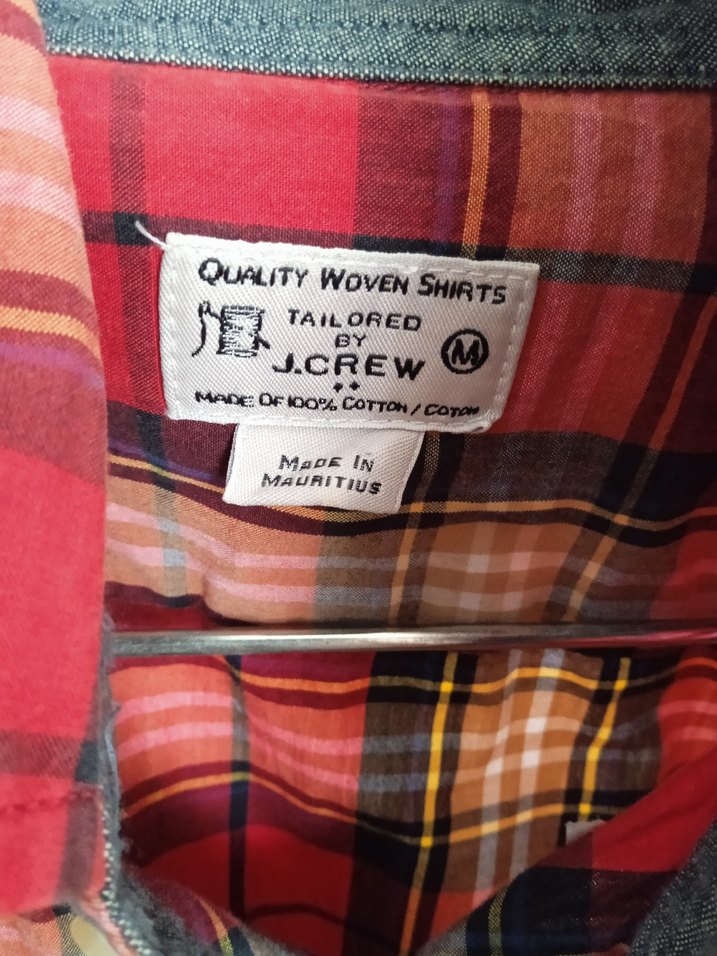 QUALITY WOVEN SHIRTS
TAILORED
BY
J.CREW
M
MADE OF 100% COTTON / COTON
MADE IN
MAURITIUS